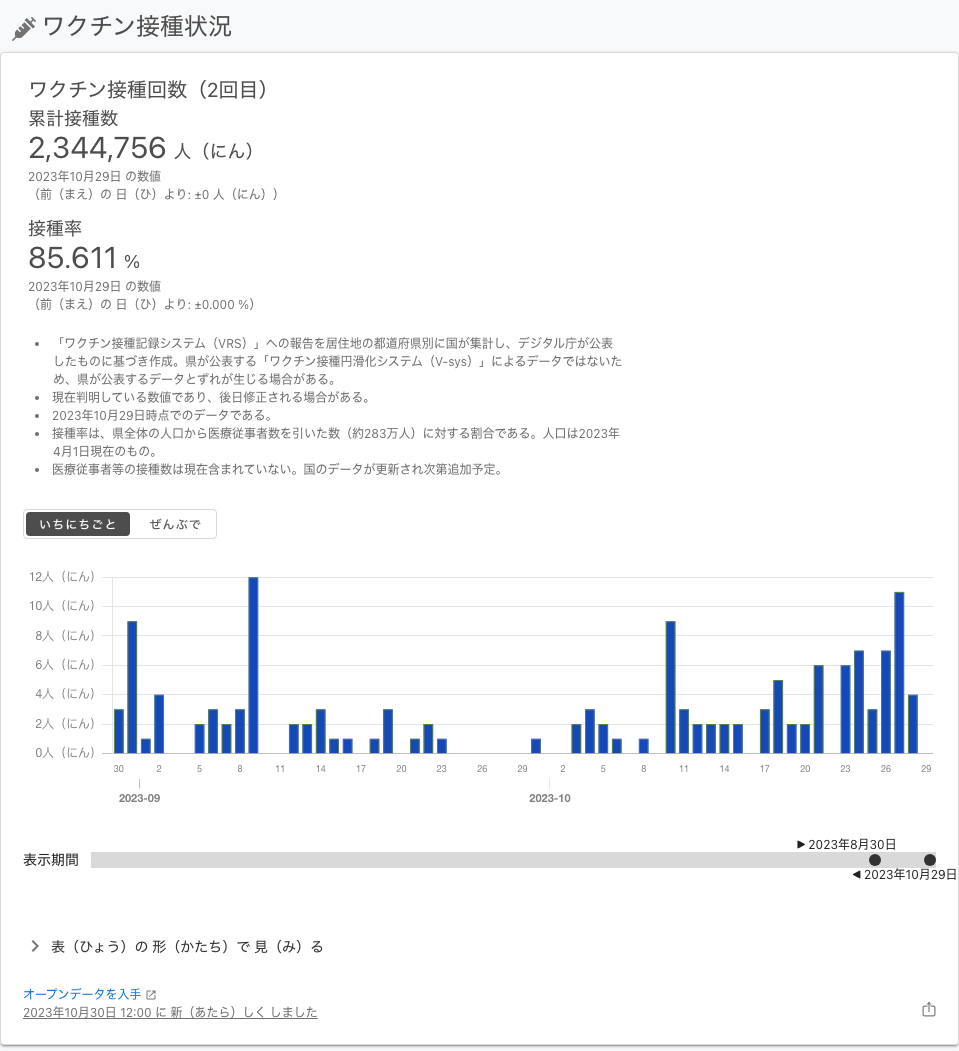 ワクチン接種状況
ワクチン接種回数（2回目）
累計接種数
2,344,756 人（にん）
2023年10月29日 の数値
（前（まえ）の 日（ひ）より: ±0 人（にん））
接種率
85.611 %
2023年10月29日 の数値
（前（まえ）の 日（ひ）より: ±0.000 %）
• 「ワクチン接種記録システム（VRS）」への報告を居住地の都道府県別に国が集計し、デジタル庁が公表
したものに基づき作成。県が公表する「ワクチン接種円滑化システム（V-sys）」によるデータではないた
め、県が公表するデータとずれが生じる場合がある。
• 現在判明している数値であり、後日修正される場合がある。
• 2023年10月29日時点でのデータである。
• 接種率は、県全体の人口から医療従事者数を引いた数（約283万人）に対する割合である。人口は2023年
4月1日現在のもの。
• 医療従事者等の接種数は現在含まれていない。国のデータが更新され次第追加予定。
いちにちごと ぜんぶで
12人（にん）
10人（にん）
8人（にん）
6人（にん）
4人（にん）
2人（にん）
0人（にん）
30 2 5 8 11 14 17 20 23 26 29 2 5 8 11 14 17 20 23 26 29
2023-09 2023-10
▶ 2023年8月30日
表示期間
◀ 2023年10月29日
表（ひょう）の 形（かたち）で 見（み）る
オープンデータを入手
2023年10月30日 12:00 に 新（あたら）しく しました